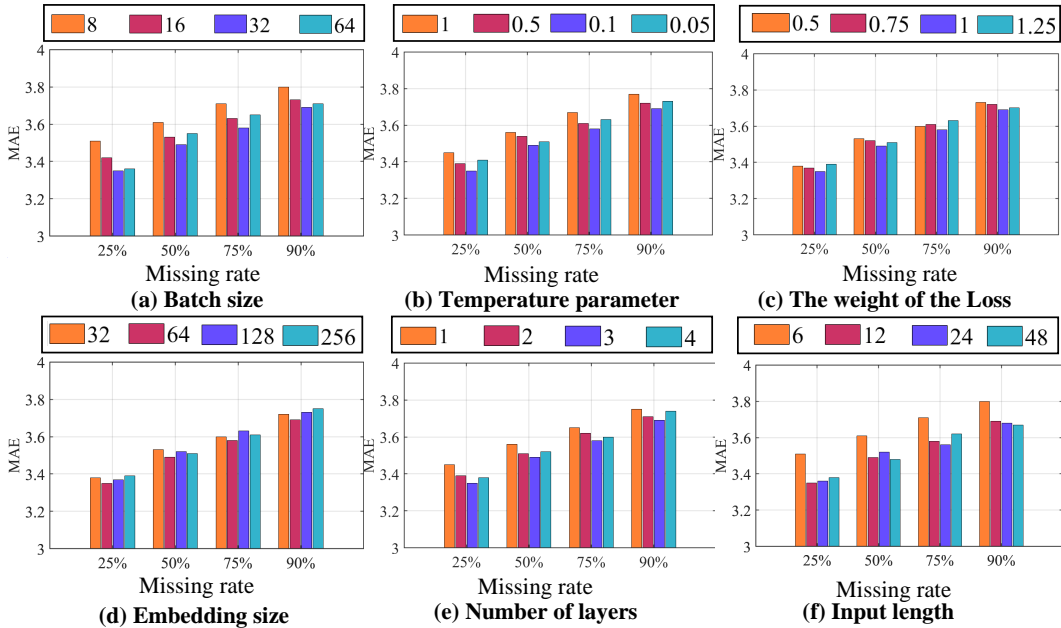 8 16 32 64
4
3.8
3.6
3.4
3.2
3
MAE
25% 50% 75% 90%
Missing rate
(a) Batch size
1 0.5 0.1 0.05
4
3.8
3.6
3.4
3.2
3
MAE
25% 50% 75% 90%
Missing rate
(b) Temperature parameter
0.5 0.75 1 1.25
4
3.8
3.6
3.4
3.2
3
MAE
25% 50% 75% 90%
Missing rate
(c) The weight of the Loss
32 64 128 256
4
3.8
3.6
3.4
3.2
3
MAE
25% 50% 75% 90%
Missing rate
(d) Embedding size
1 2 3 4
4
3.8
3.6
3.4
3.2
3
MAE
25% 50% 75% 90%
Missing rate
(e) Number of layers
6 12 24 48
4
3.8
3.6
3.4
3.2
3
MAE
25% 50% 75% 90%
Missing rate
(f) Input length